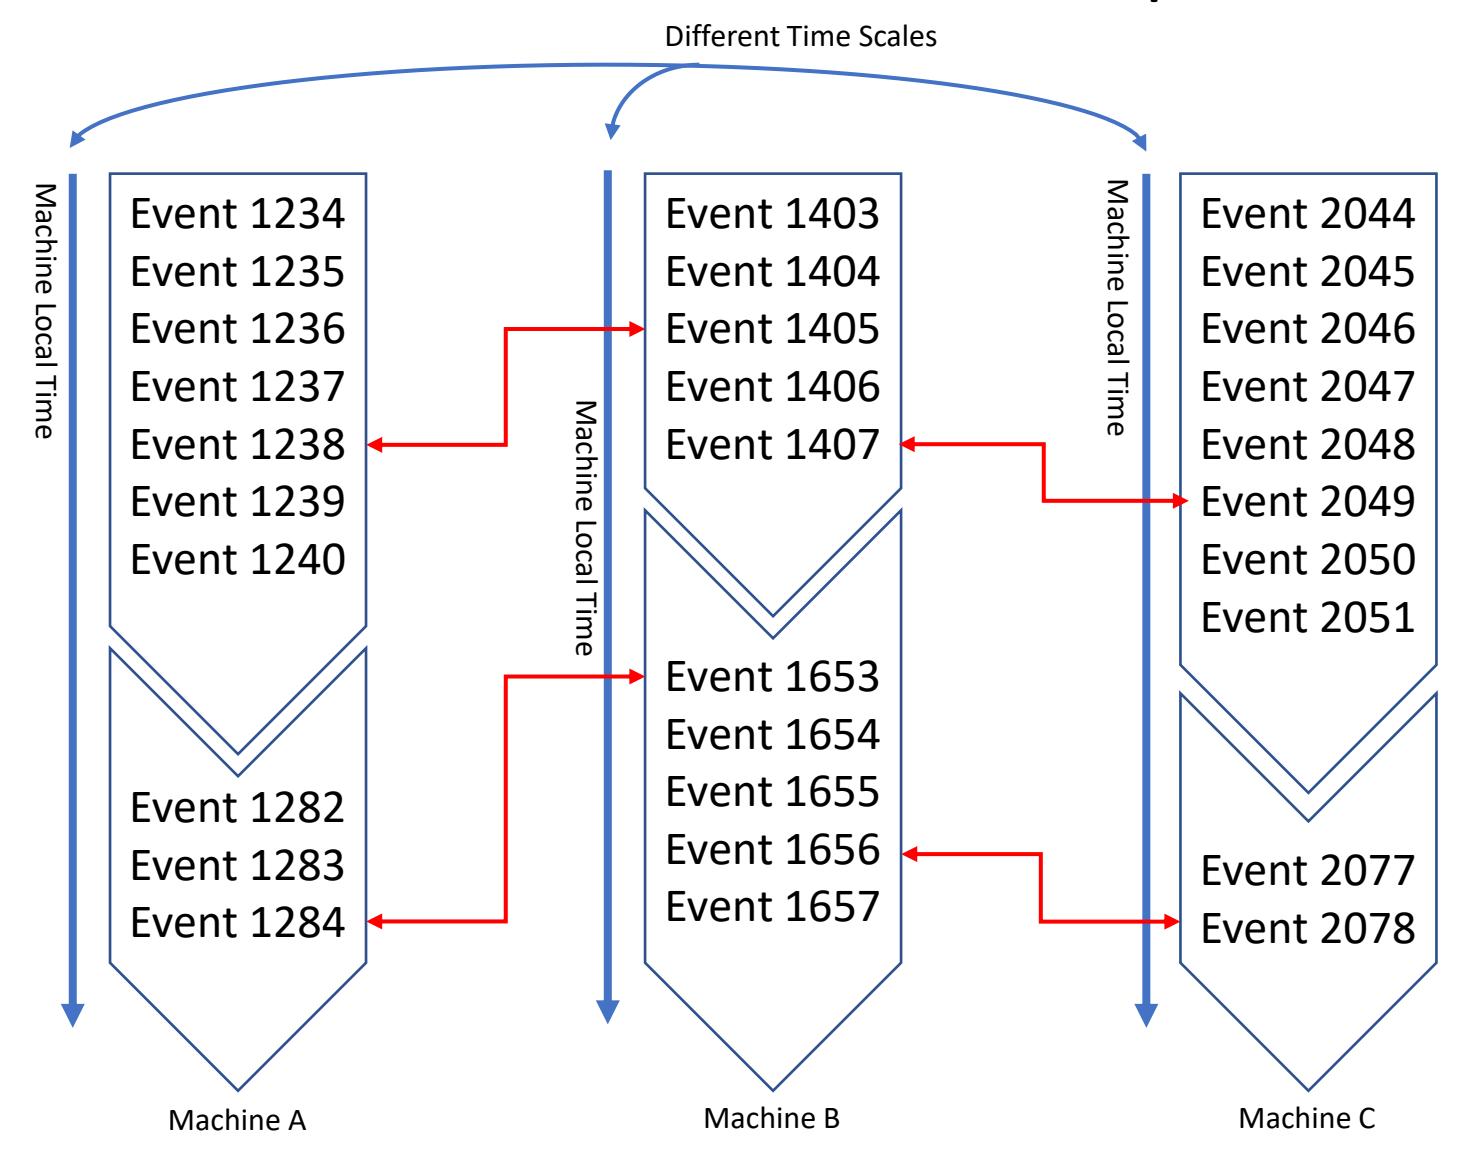 Different Time Scales
Machine Local Time
Event 1234
Event 1235
Event 1236
Event 1237
Event 1238
Event 1239
Event 1240
Event 1282
Event 1283
Event 1284
Machine A
Machine Local Time
Event 1403
Event 1404
Event 1405
Event 1406
Event 1407
Event 1653
Event 1654
Event 1655
Event 1656
Event 1657
Machine B
Machine Local Time
Event 2044
Event 2045
Event 2046
Event 2047
Event 2048
Event 2049
Event 2050
Event 2051
Event 2077
Event 2078
Machine C